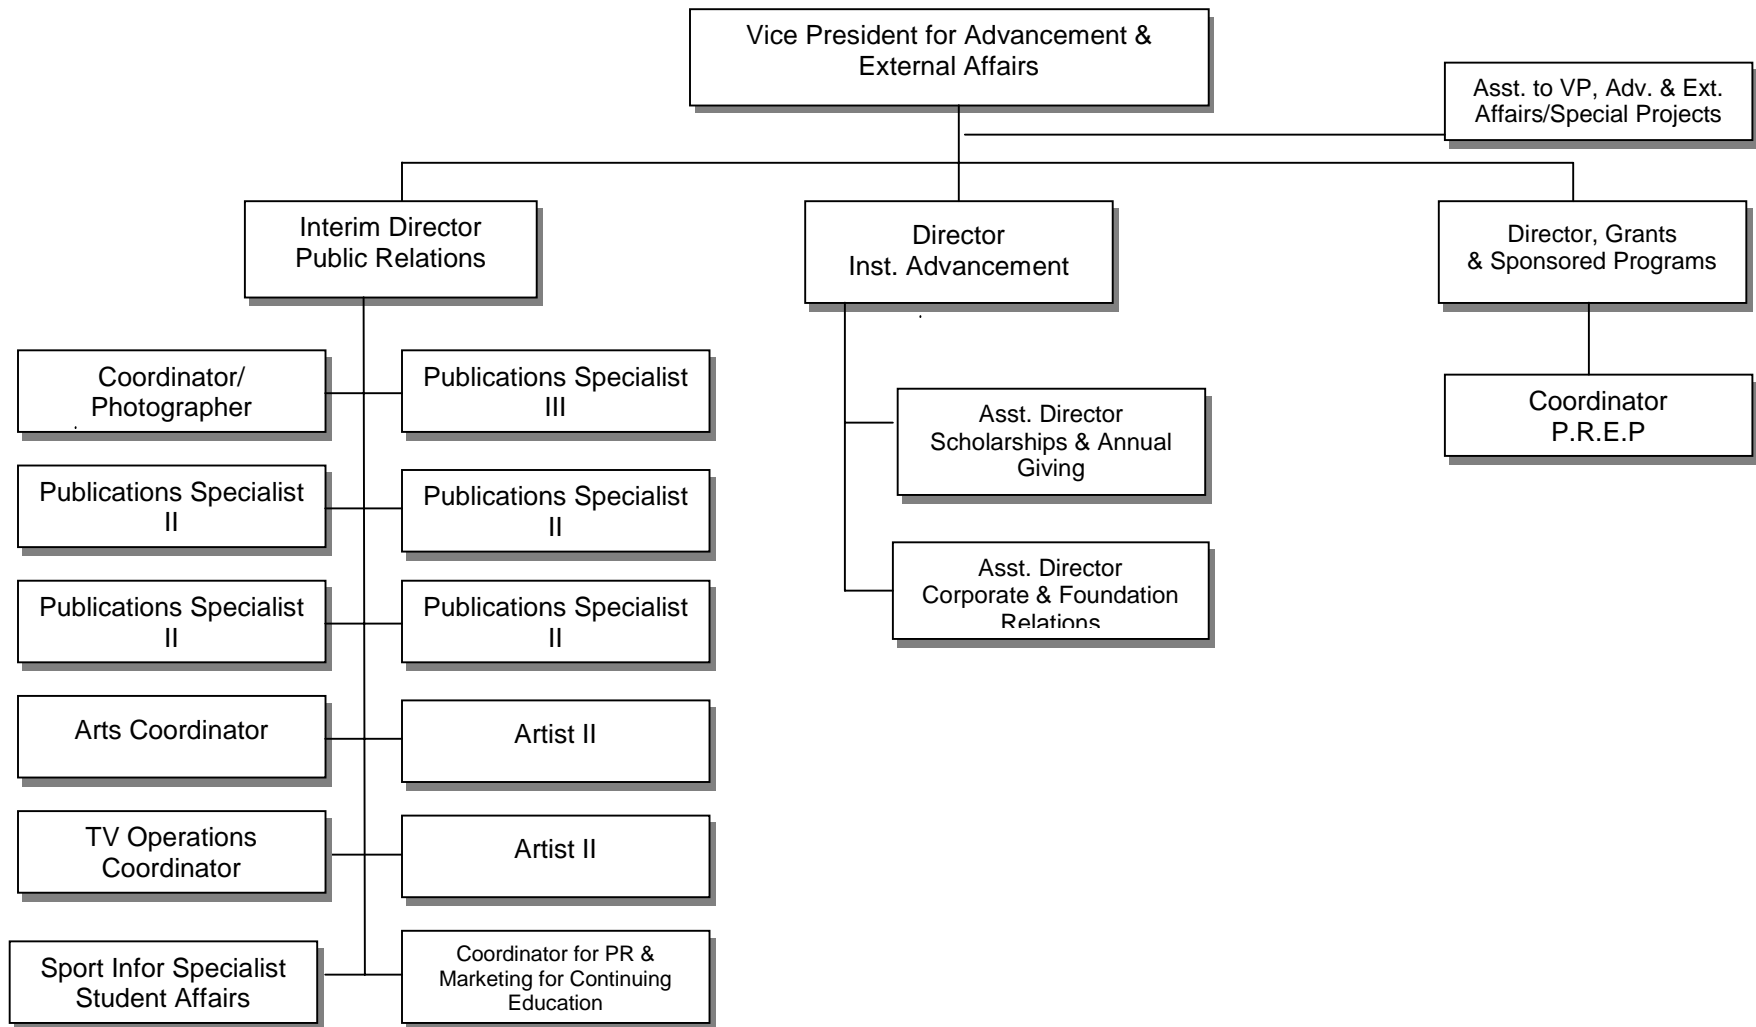 Vice President for Advancement &
External Affairs
Asst. to VP, Adv. & Ext.
Affairs/Special Projects
Interim Director
Public Relations
Director
Inst. Advancement
Director, Grants
& Sponsored Programs
Coordinator/
Photographer
Publications Specialist
III
Publications Specialist
II
Publications Specialist
II
Publications Specialist
II
Publications Specialist
II
Arts Coordinator
Artist II
TV Operations
Coordinator
Artist II
Sport Infor Specialist
Student Affairs
Coordinator for PR &
Marketing for Continuing
Education
Asst. Director
Scholarships & Annual
Giving
Asst. Director
Corporate & Foundation
Relations
Coordinator
P.R.E.P